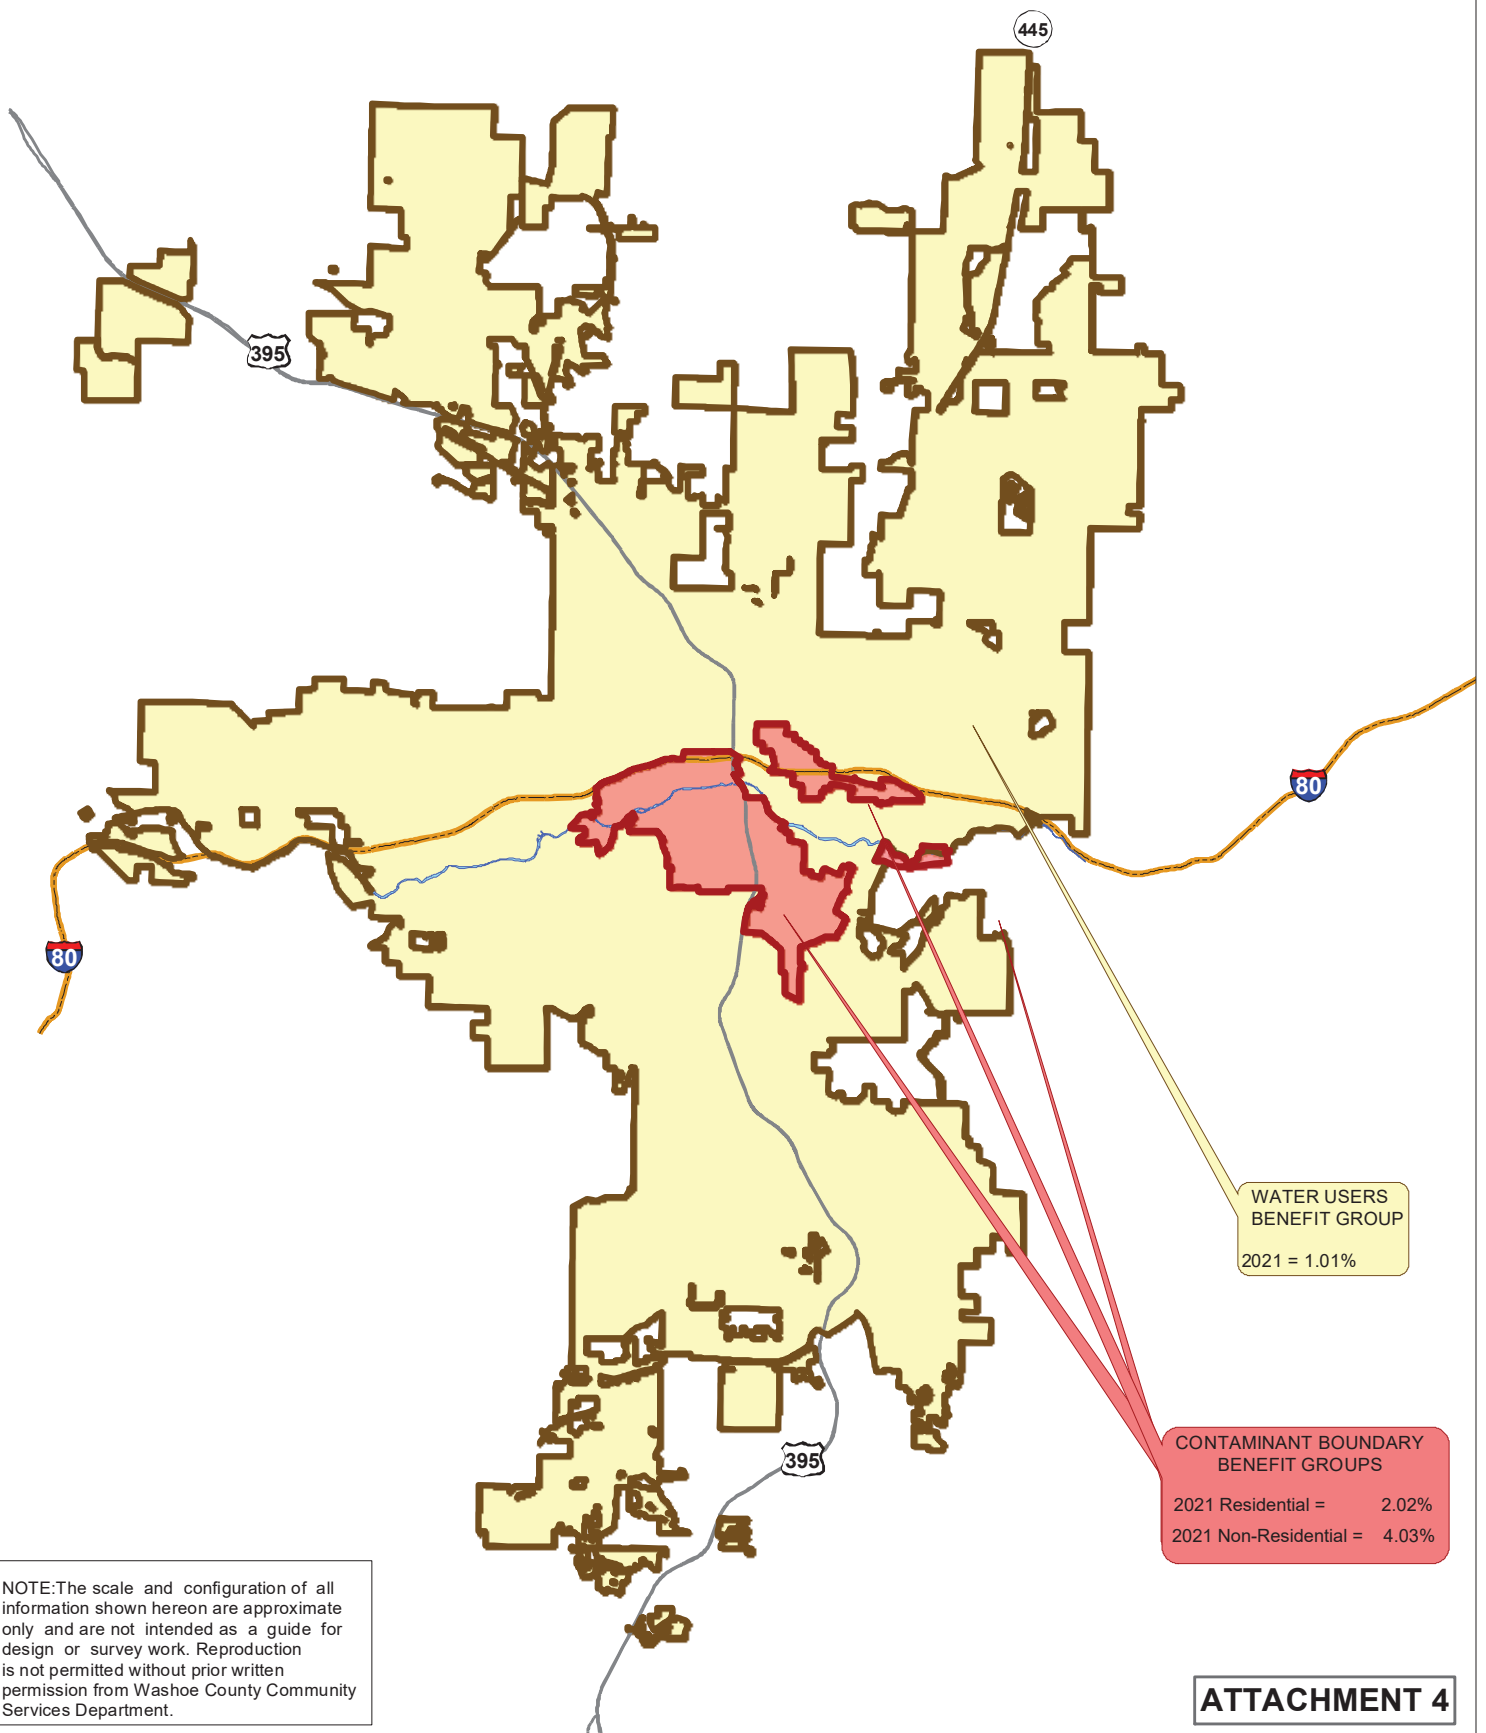 445
395
80
80
WATER USERS
BENEFIT GROUP
2021 = 1.01%
CONTAMINANT BOUNDARY
BENEFIT GROUPS
2021 Residential = 2.02%
2021 Non-Residential = 4.03%
395
NOTE:The scale and configuration of all
information shown hereon are approximate
only and are not intended as a guide for
design or survey work. Reproduction
is not permitted without prior written
permission from Washoe County Community
Services Department.
ATTACHMENT 4